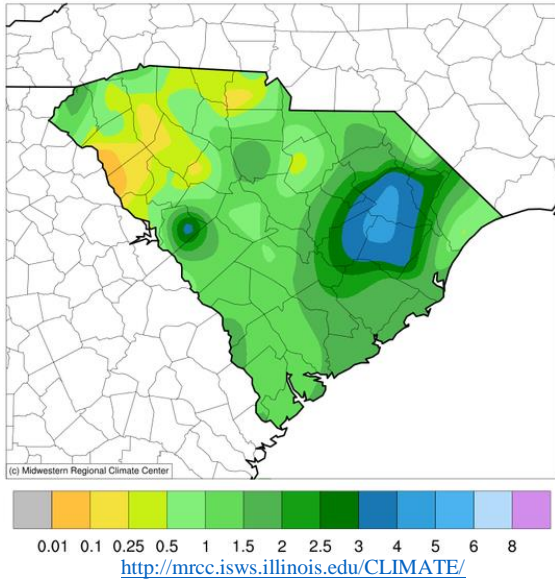 (c) Midwestern Regional Climate Center
0.01 0.1 0.25 0.5 1 1.5 2 2.5 3 4 5 6 8
http://mrcc.isws.illinois.edu/CLIMATE/